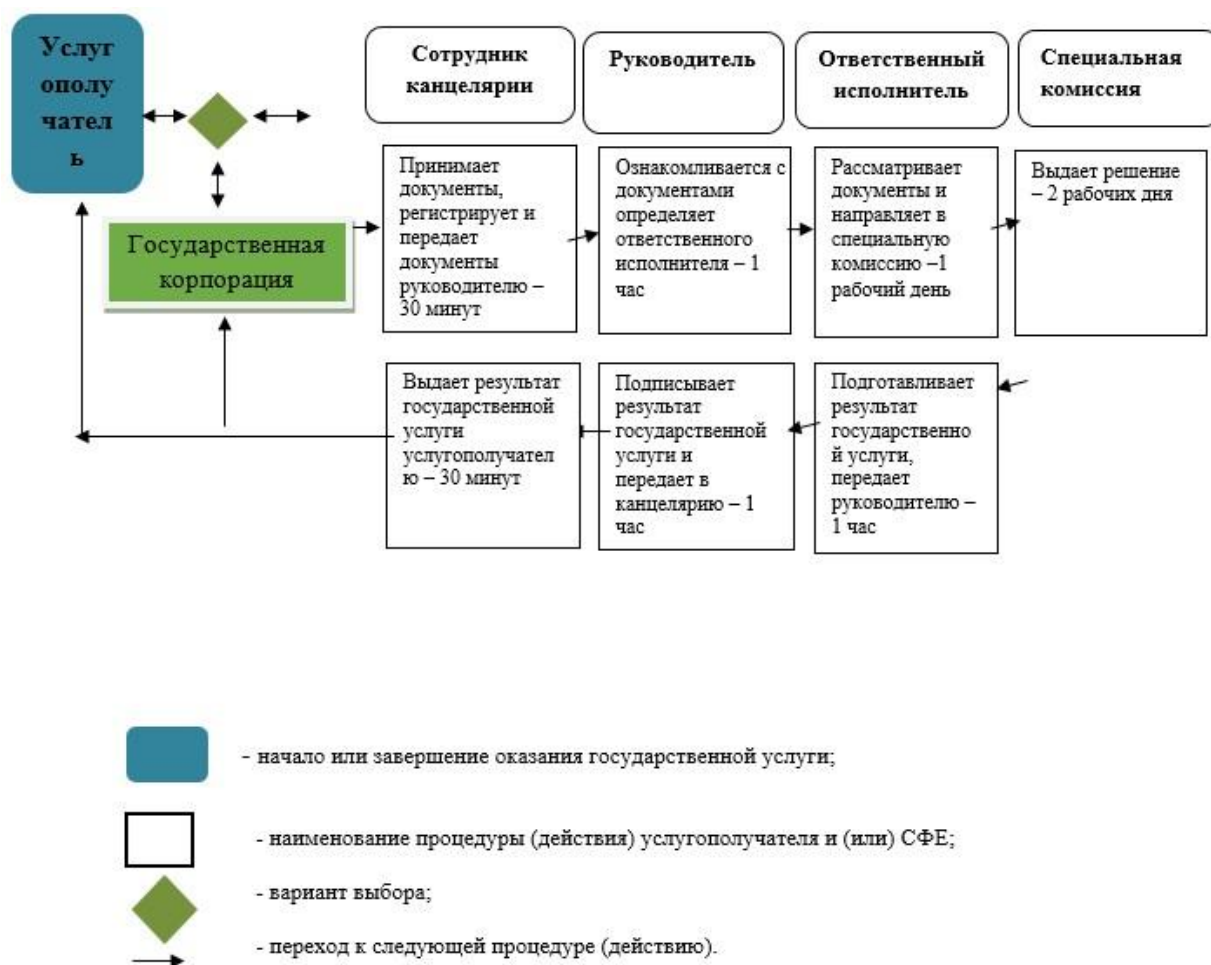 Услуг
ополу
чател
ь
Государственная
корпорация
Сотрудник
канцелярии
Руководитель
Ответственный
исполнитель
Специальная
комиссия
Принимает
документы,
регистрирует и
передает
документы
руководителю –
30 минут
Ознакомливается с
документами
определяет
ответственного
исполнителя – 1
час
Рассматривает
документы и
направляет в
специальную
комиссию –1
рабочий день
Выдает решение
– 2 рабочих дня
Выдает результат
государственной
услуги
услугополучател
ю – 30 минут
Подписывает
результат
государственной
услуги и
передает в
канцелярию – 1
час
Подготавливает
результат
государственно
й услуги,
передает
руководителю –
1 час
- начало или завершение оказания государственной услуги;
- наименование процедуры (действия) услугополучателя и (или) СФЕ;
- вариант выбора;
- переход к следующей процедуре (действию).